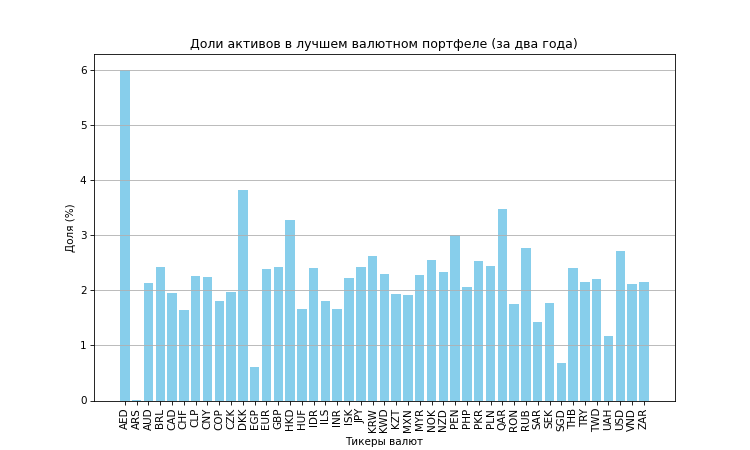 Доли активов в лучшем валютном портфеле (за два года)
Доля (%)
6
5
4
3
2
1
0
AED ARS AUD BRL CAD CHF CLP CNY COP CZK DKK EGP EUR GBP HKD HUF IDR ILS INR ISK JPY KRW KWD KZT MXN MYR NOK NZD PEN PHP PKR PLN QAR RON RUB SAR SEK SGD THB TRY TWD UAH USD VND ZAR
Тикеры валют